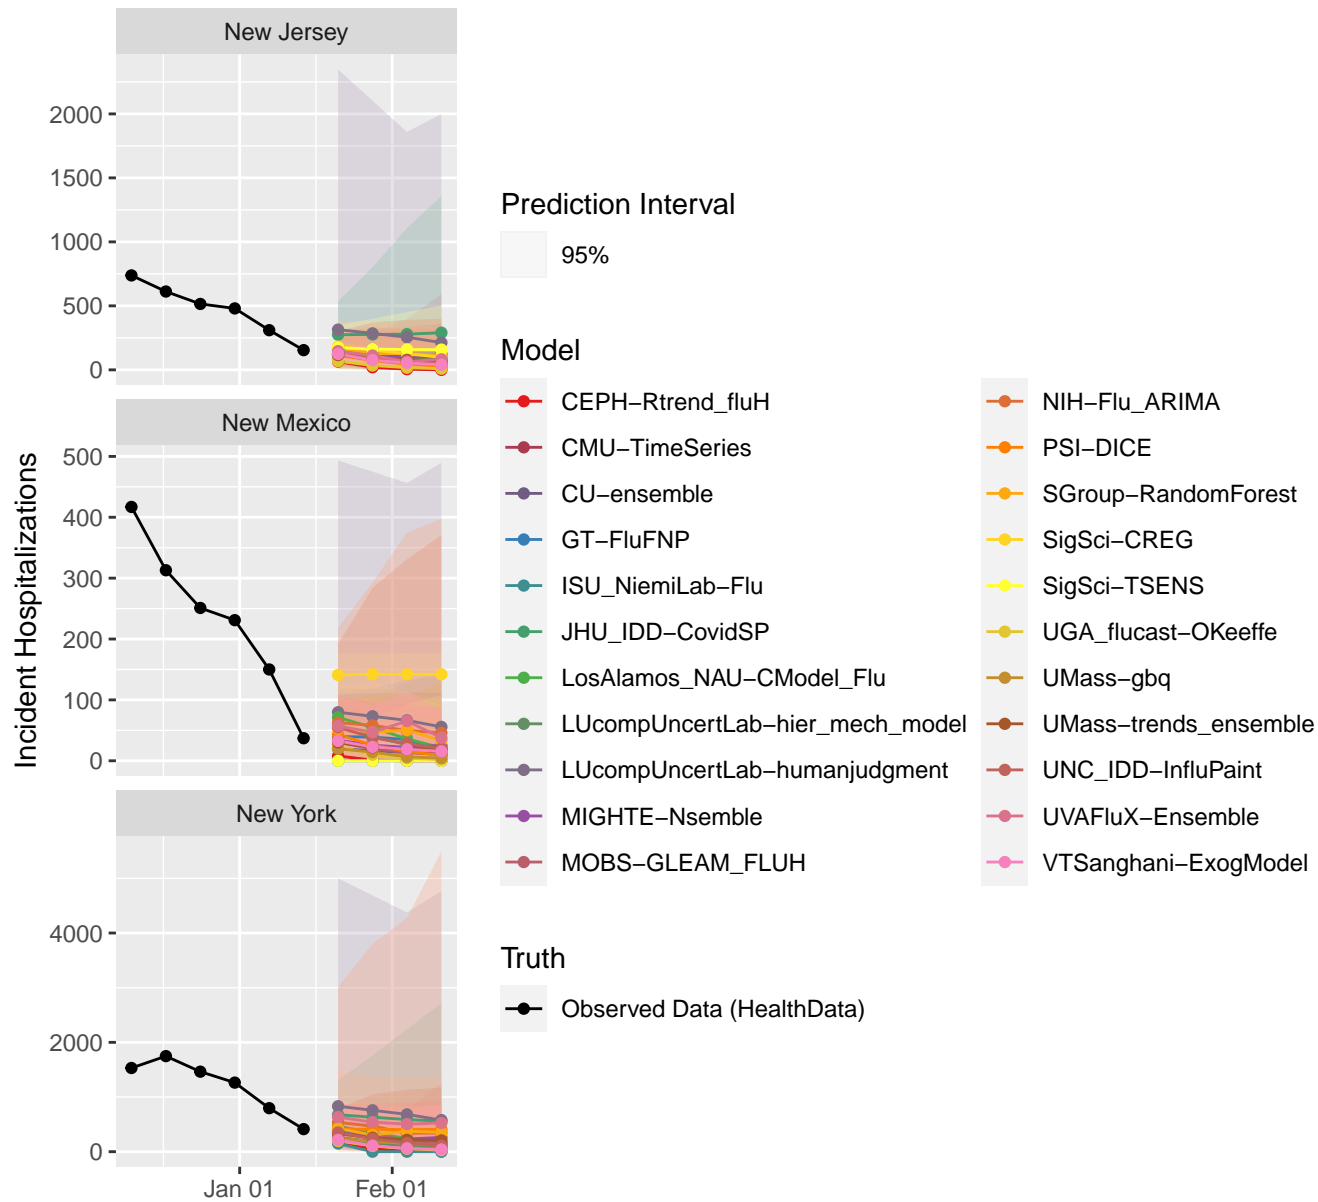 New Jersey
2000
1500
1000
500
0
New Mexico
500
400
300
200
100
0
New York
4000
2000
0
Jan 01
Feb 01
Incident Hospitalizations
Prediction Interval
95%
Model
CEPH−Rtrend_fluH
CMU−TimeSeries
CU−ensemble
GT−FluFNP
ISU_NiemiLab−Flu
JHU_IDD−CovidSP
LosAlamos_NAU−CModel_Flu
LUcompUncertLab−hier_mech_model
LUcompUncertLab−humanjudgment
MIGHTE−Nsemble
MOBS−GLEAM_FLUH
NIH−Flu_ARIMA
PSI−DICE
SGroup−RandomForest
SigSci−CREG
SigSci−TSENS
UGA_flucast−OKeeffe
UMass−gbq
UMass−trends_ensemble
UNC_IDD−InfluPaint
UVAFluX−Ensemble
VTSanghani−ExogModel
Truth
Observed Data (HealthData)